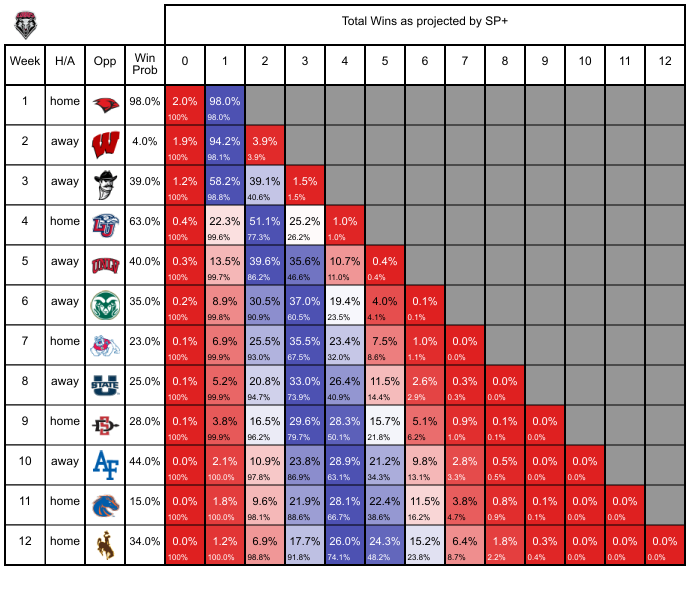 Total Wins as projected by SP+
Week H/A Opp Win Prob 0 1 2 3 4 5 6 7 8 9 10 11 12
1 home 98.0% 2.0% 98.0%
100% 98.0%
2 away W 4.0% 1.9% 94.2% 3.9%
100% 98.1% 3.9%
3 away 39.0% 1.2% 58.2% 39.1% 1.5%
100% 98.8% 40.6% 1.5%
4 home LU 63.0% 0.4% 22.3% 51.1% 25.2% 1.0%
100% 99.6% 77.3% 26.2% 1.0%
5 away UNLV 40.0% 0.3% 13.5% 39.6% 35.6% 10.7% 0.4%
100% 99.7% 86.2% 46.6% 11.0% 0.4%
6 away 35.0% 0.2% 8.9% 30.5% 37.0% 19.4% 4.0% 0.1%
100% 99.8% 90.9% 60.5% 23.5% 4.1% 0.1%
7 home 23.0% 0.1% 6.9% 25.5% 35.5% 23.4% 7.5% 1.0% 0.0%
100% 99.9% 93.0% 67.5% 32.0% 8.6% 1.1% 0.0%
8 away U STATE 25.0% 0.1% 5.2% 20.8% 33.0% 26.4% 11.5% 2.6% 0.3% 0.0%
100% 99.9% 94.7% 73.9% 40.9% 14.4% 2.9% 0.3% 0.0%
9 home SD 28.0% 0.1% 3.8% 16.5% 29.6% 28.3% 15.7% 5.1% 0.9% 0.1% 0.0%
100% 99.9% 96.2% 79.7% 50.1% 21.8% 6.2% 1.0% 0.1% 0.0%
10 away AF 44.0% 0.0% 2.1% 10.9% 23.8% 28.9% 21.2% 9.8% 2.8% 0.5% 0.0% 0.0%
100% 100.0% 97.8% 86.9% 63.1% 34.3% 13.1% 3.3% 0.5% 0.0% 0.0%
11 home 15.0% 0.0% 1.8% 9.6% 21.9% 28.1% 22.4% 11.5% 3.8% 0.8% 0.1% 0.0% 0.0%
100% 100.0% 98.1% 88.6% 66.7% 38.6% 16.2% 4.7% 0.9% 0.1% 0.0% 0.0%
12 home 34.0% 0.0% 1.2% 6.9% 17.7% 26.0% 24.3% 15.2% 6.4% 1.8% 0.3% 0.0% 0.0% 0.0%
100% 100.0% 98.8% 91.8% 74.1% 48.2% 23.8% 8.7% 2.2% 0.4% 0.0% 0.0% 0.0%